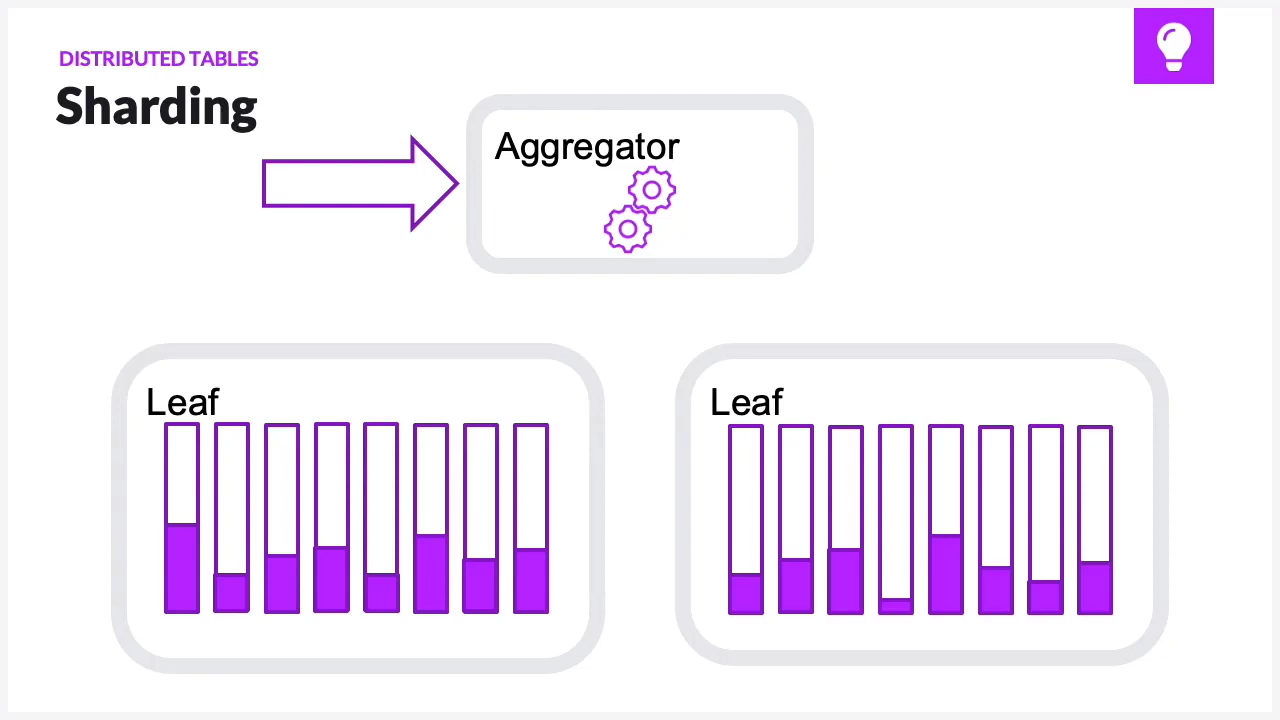 DISTRIBUTED TABLES
Sharding
Aggregator
Leaf
Leaf